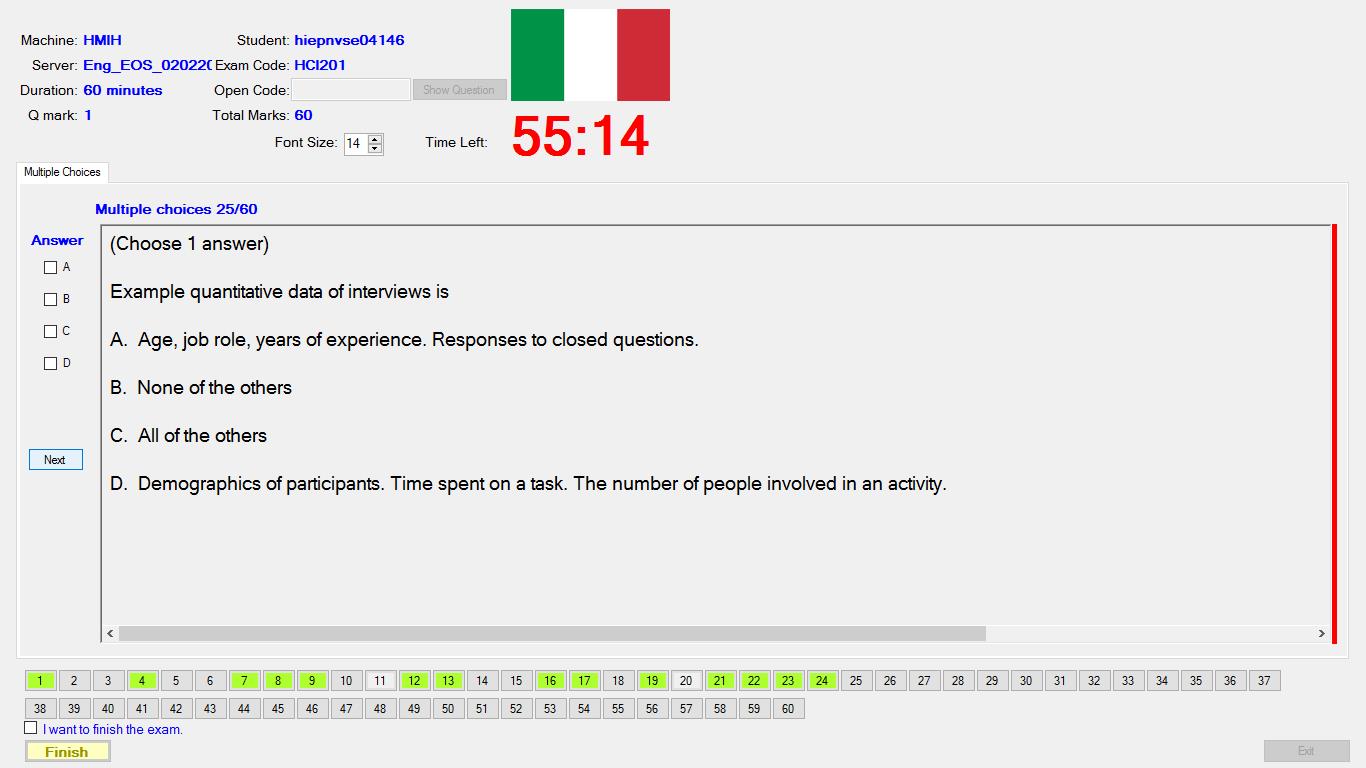 Machine: HMIH Student: hiepnvse04146
Server: Eng_EOS_020220 Exam Code: HCI201
Duration: 60 minutes Open Code: Show Question
Q mark: 1 Total Marks: 60
55:14
Font Size: 14 Time Left:
Multiple Choices
Multiple choices 25/60
Answer
(Choose 1 answer)
A
Example quantitative data of interviews is
B
C
A. Age, job role, years of experience. Responses to closed questions.
D
B. None of the others
C. All of the others
Next
D. Demographics of participants. Time spent on a task. The number of people involved in an activity.
1 2 3 4 5 6 7 8 9 10 11 12 13 14 15 16 17 18 19 20 21 22 23 24 25 26 27 28 29 30 31 32 33 34 35 36 37
38 39 40 41 42 43 44 45 46 47 48 49 50 51 52 53 54 55 56 57 58 59 60
I want to finish the exam.
Finish Exit